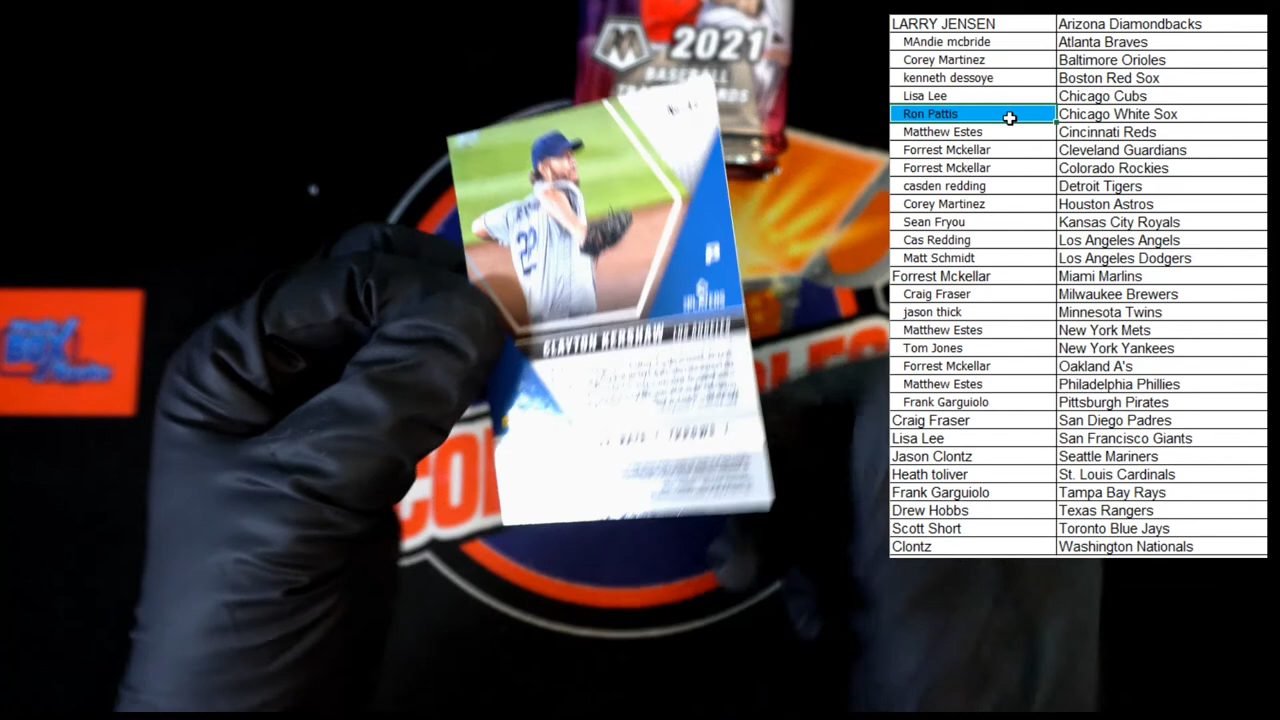 2021
BASEBALL
CLAYTON KERSHAW LOS ANGELES
LARRY JENSEN Arizona Diamondbacks
MAndie mcbride Atlanta Braves
Corey Martinez Baltimore Orioles
kenneth dessoye Boston Red Sox
Lisa Lee Chicago Cubs
Ron Pattis Chicago White Sox
Matthew Estes Cincinnati Reds
Forrest Mckellar Cleveland Guardians
Forrest Mckellar Colorado Rockies
casden redding Detroit Tigers
Corey Martinez Houston Astros
Sean Fryou Kansas City Royals
Cas Redding Los Angeles Angels
Matt Schmidt Los Angeles Dodgers
Forrest Mckellar Miami Marlins
Craig Fraser Milwaukee Brewers
jason thick Minnesota Twins
Matthew Estes New York Mets
Tom Jones New York Yankees
Forrest Mckellar Oakland A's
Matthew Estes Philadelphia Phillies
Frank Garguiolo Pittsburgh Pirates
Craig Fraser San Diego Padres
Lisa Lee San Francisco Giants
Jason Clontz Seattle Mariners
Heath toliver St. Louis Cardinals
Frank Garguiolo Tampa Bay Rays
Drew Hobbs Texas Rangers
Scott Short Toronto Blue Jays
Clontz Washington Nationals